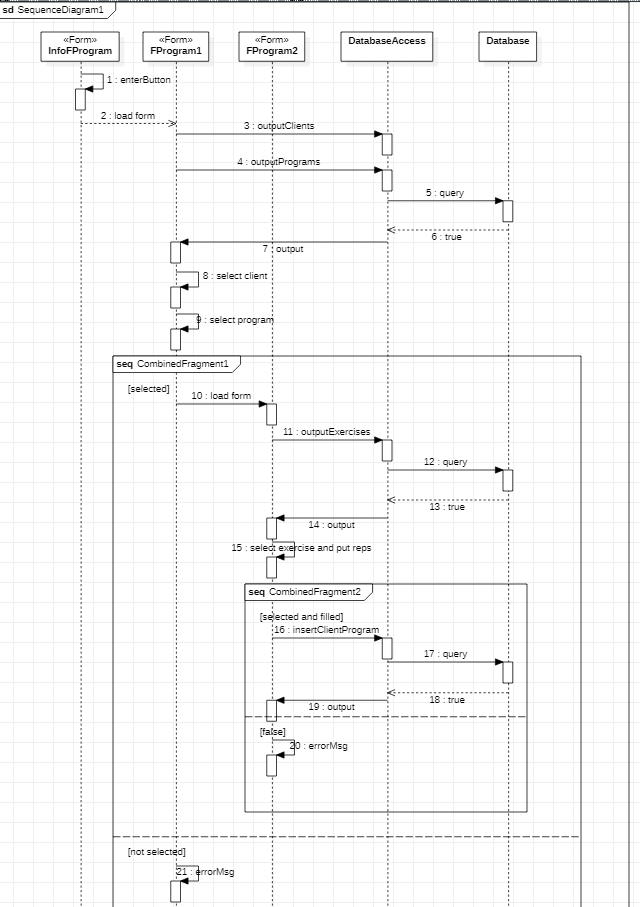 sd SequenceDiagram1
«Form»
InfoFProgram
«Form»
FProgram1
«Form»
FProgram2
DatabaseAccess
Database
1 : enterButton
2 : load form
3 : outputClients
4 : outputPrograms
5 : query
6 : true
7 : output
8 : select client
9 : select program
seq CombinedFragment1
[selected]
10 : load form
11 : outputExercises
12 : query
13 : true
14 : output
15 : select exercise and put reps
seq CombinedFragment2
[selected and filled]
16 : insertClientProgram
17 : query
18 : true
19 : output
[false]
20 : errorMsg
[not selected]
21 : errorMsg